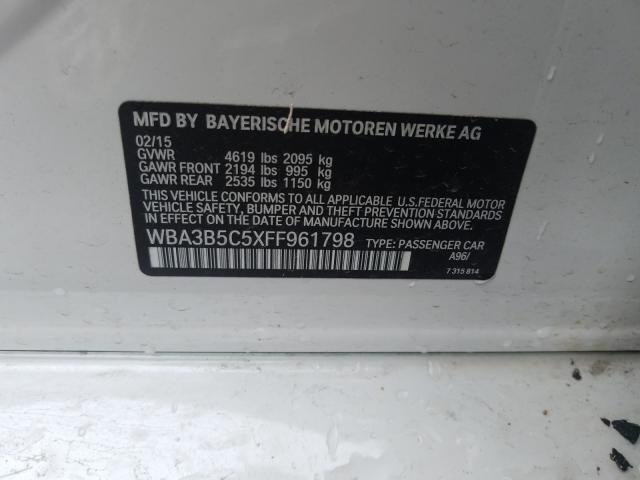 MFD BY BAYERISCHE MOTOREN WERKE AG
02/15
GVWR 4619 lbs 2095 kg
GAWR FRONT 2194 lbs 995 kg
GAWR REAR 2535 lbs 1150 kg
THIS VEHICLE CONFORMS TO ALL APPLICABLE U.S. FEDERAL MOTOR
VEHICLE SAFETY, BUMPER, AND THEFT PREVENTION STANDARDS
IN EFFECT ON THE DATE OF MANUFACTURE SHOWN ABOVE.
WBA3B5C5XFF961798 TYPE: PASSENGER CAR
A96/
7 315 814